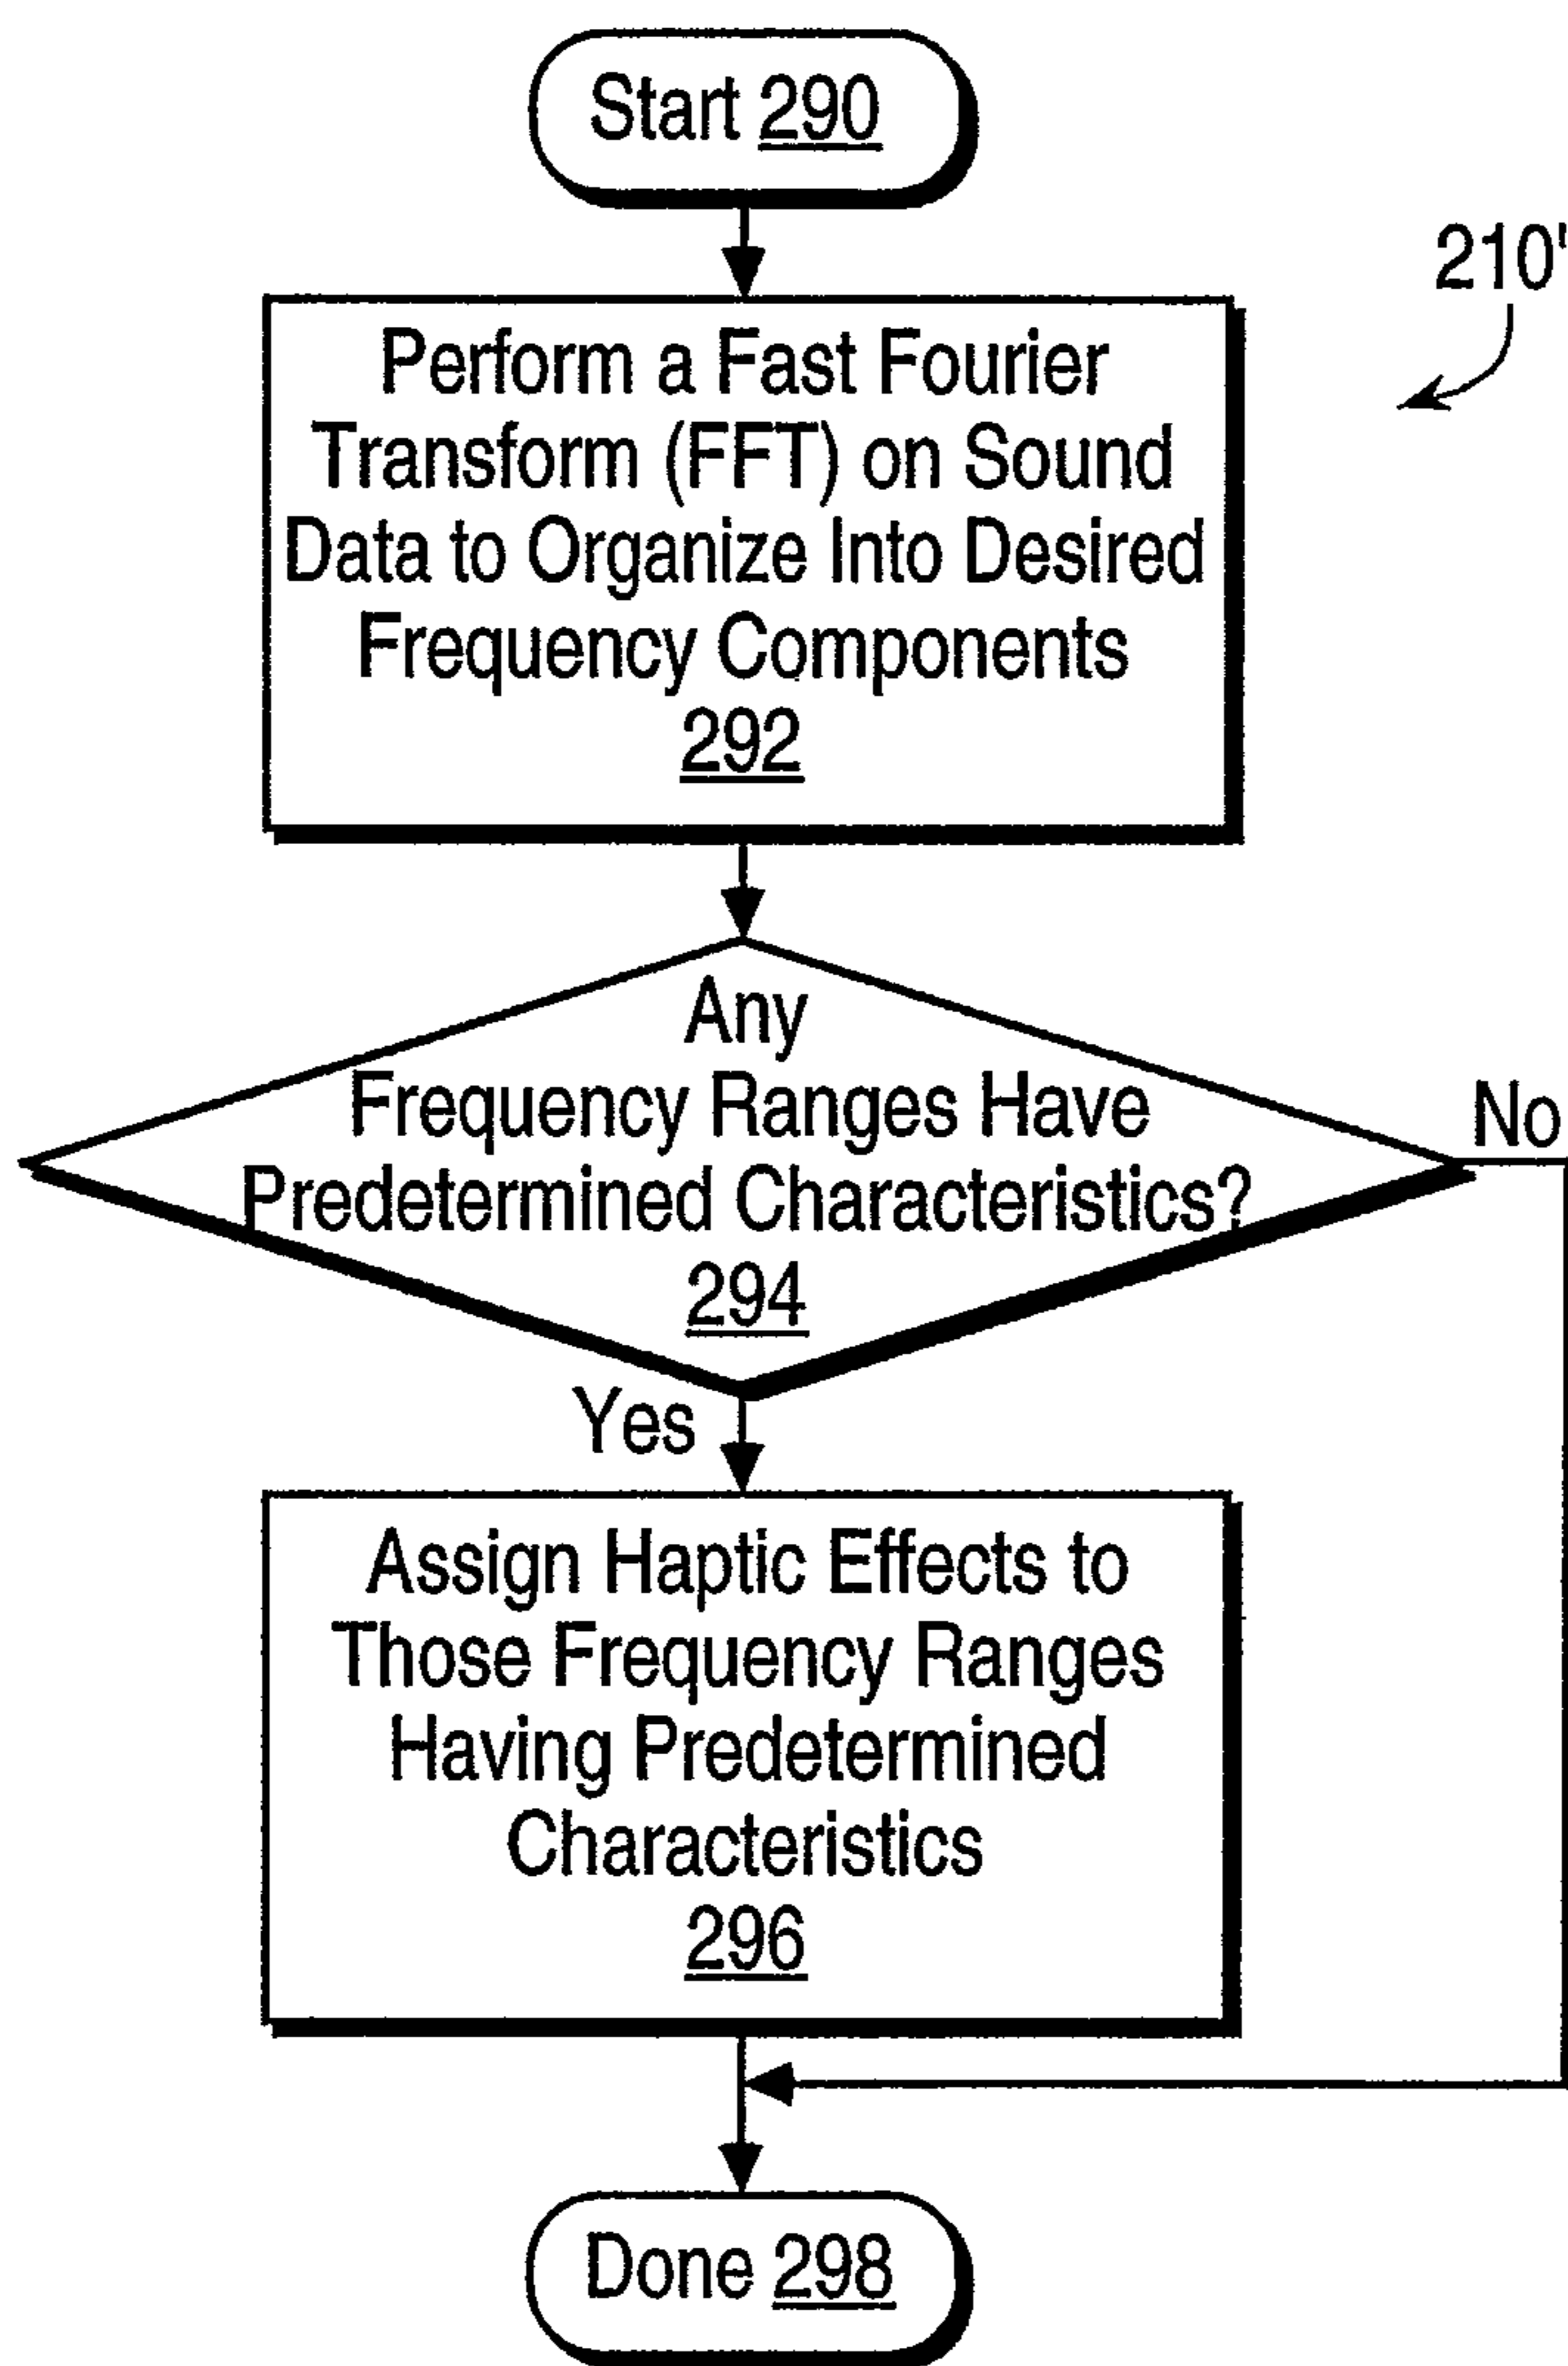 Start 290
210'
Perform a Fast Fourier
Transform (FFT) on Sound
Data to Organize Into Desired
Frequency Components
292
Any
Frequency Ranges Have
Predetermined Characteristics?
294
No
Yes
Assign Haptic Effects to
Those Frequency Ranges
Having Predetermined
Characteristics
296
Done 298